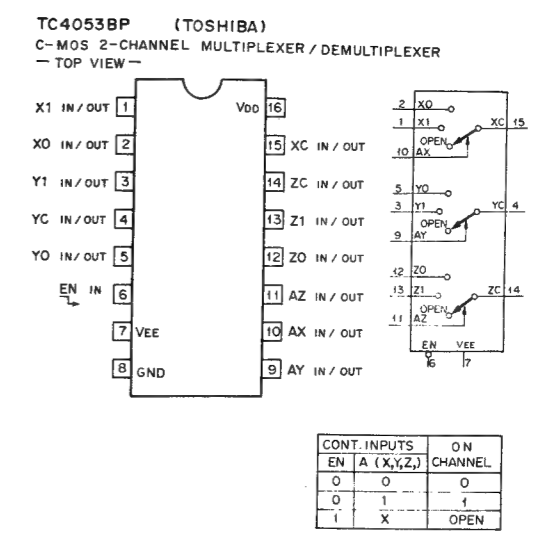 TC4053BP (TOSHIBA)
C-MOS 2-CHANNEL MULTIPLEXER / DEMULTIPLEXER
— TOP VIEW —
X1 IN/OUT 1
X0 IN/OUT 2
Y1 IN/OUT 3
YC IN/OUT 4
Y0 IN/OUT 5
EN IN 6
7 VEE
8 GND
VDD 16
15 XC IN/OUT
14 ZC IN/OUT
13 Z1 IN/OUT
12 Z0 IN/OUT
11 AZ IN/OUT
10 AX IN/OUT
9 AY IN/OUT
2 X0
1 X1 XC 15
OPEN
10 AX
5 Y0
3 Y1 YC 4
OPEN
9 AY
12 Z0
13 Z1 ZC 14
OPEN
11 AZ
EN VEE
6 7
CONT. INPUTS ON
EN A (X,Y,Z,) CHANNEL
0 0 0
0 1 1
1 X OPEN